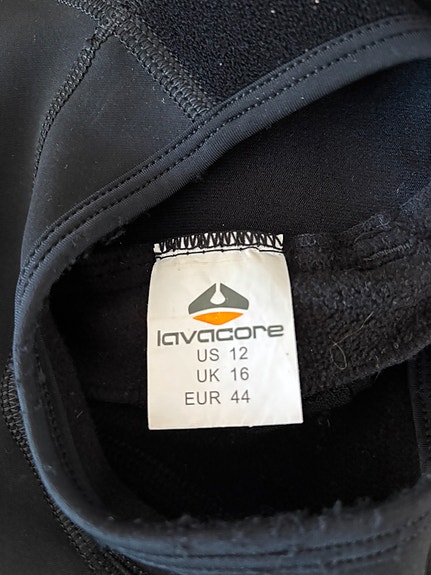 lavacore
US 12
UK 16
EUR 44